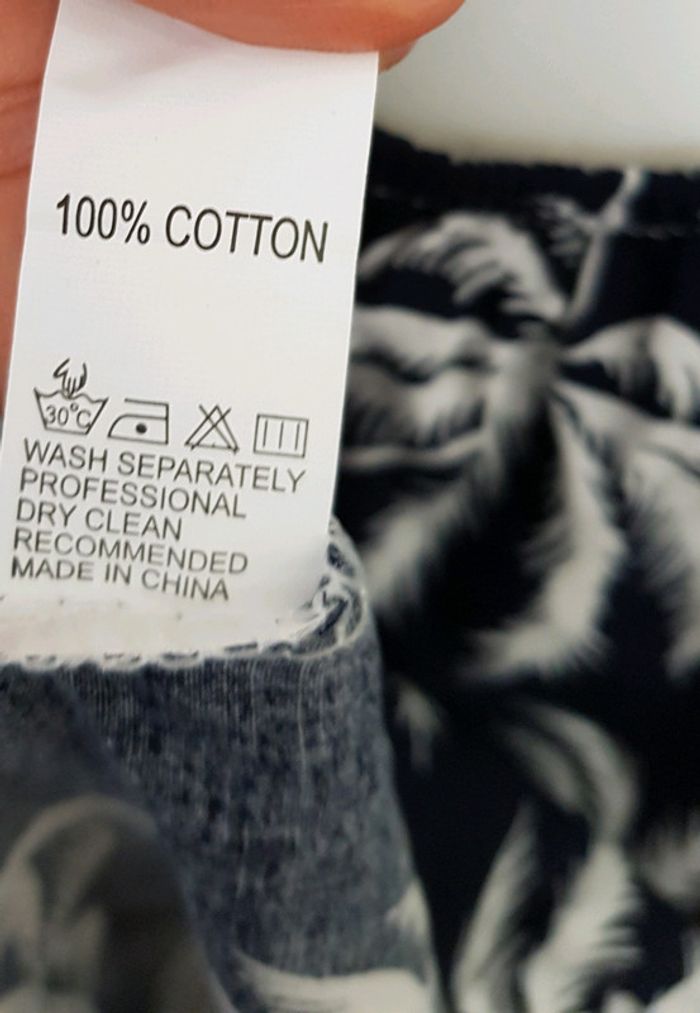 100% COTTON
30°C
WASH SEPARATELY
PROFESSIONAL
DRY CLEAN
RECOMMENDED
MADE IN CHINA